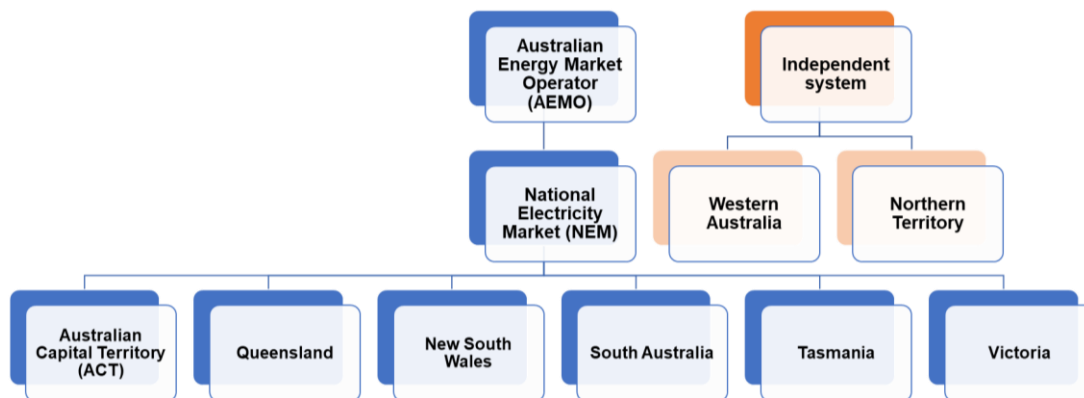 Australian
Energy Market
Operator
(AEMO)
Independent
system
National
Electricity
Market (NEM)
Western
Australia
Northern
Territory
Australian
Capital Territory
(ACT)
Queensland
New South
Wales
South Australia
Tasmania
Victoria